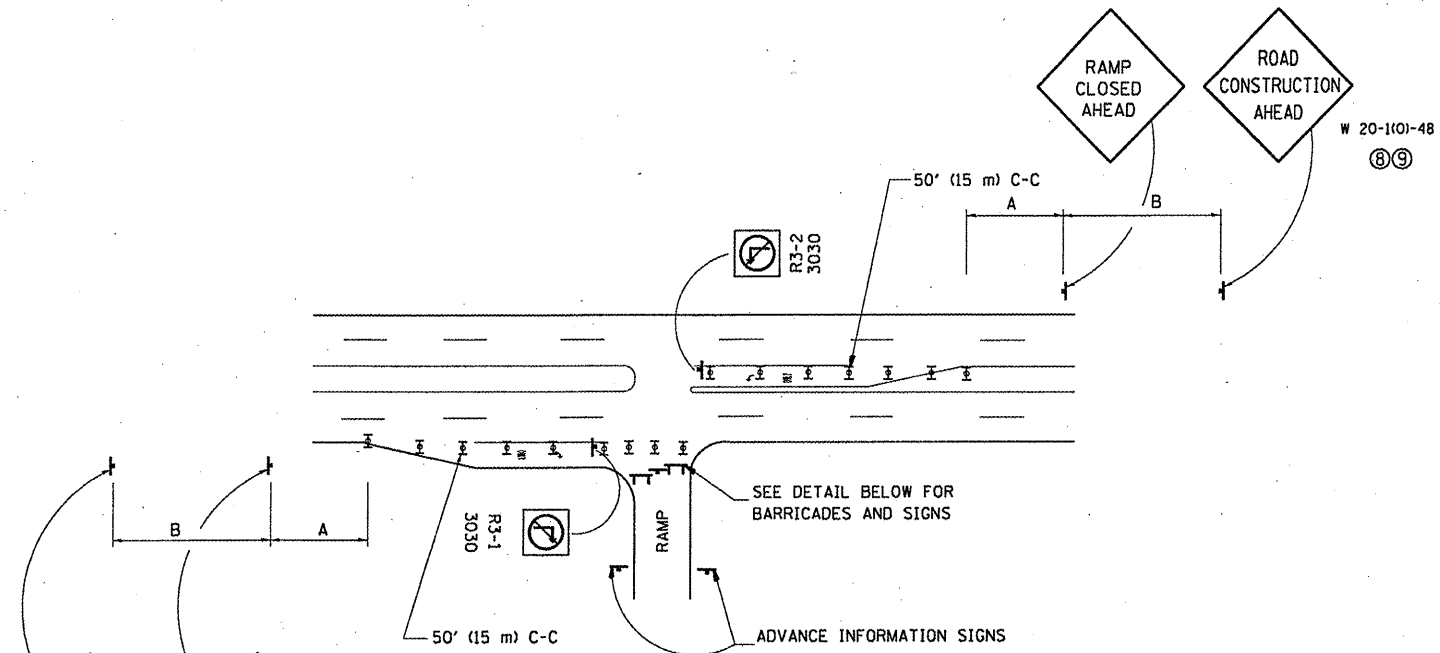 RAMP
CLOSED
AHEAD
ROAD
CONSTRUCTION
AHEAD
W 20-1(O)-48
⑧⑨
50' (15 m) C-C
A
B
R3-2
3030
SEE DETAIL BELOW FOR
BARRICADES AND SIGNS
B
A
R3-1
3030
RAMP
50' (15 m) C-C
ADVANCE INFORMATION SIGNS